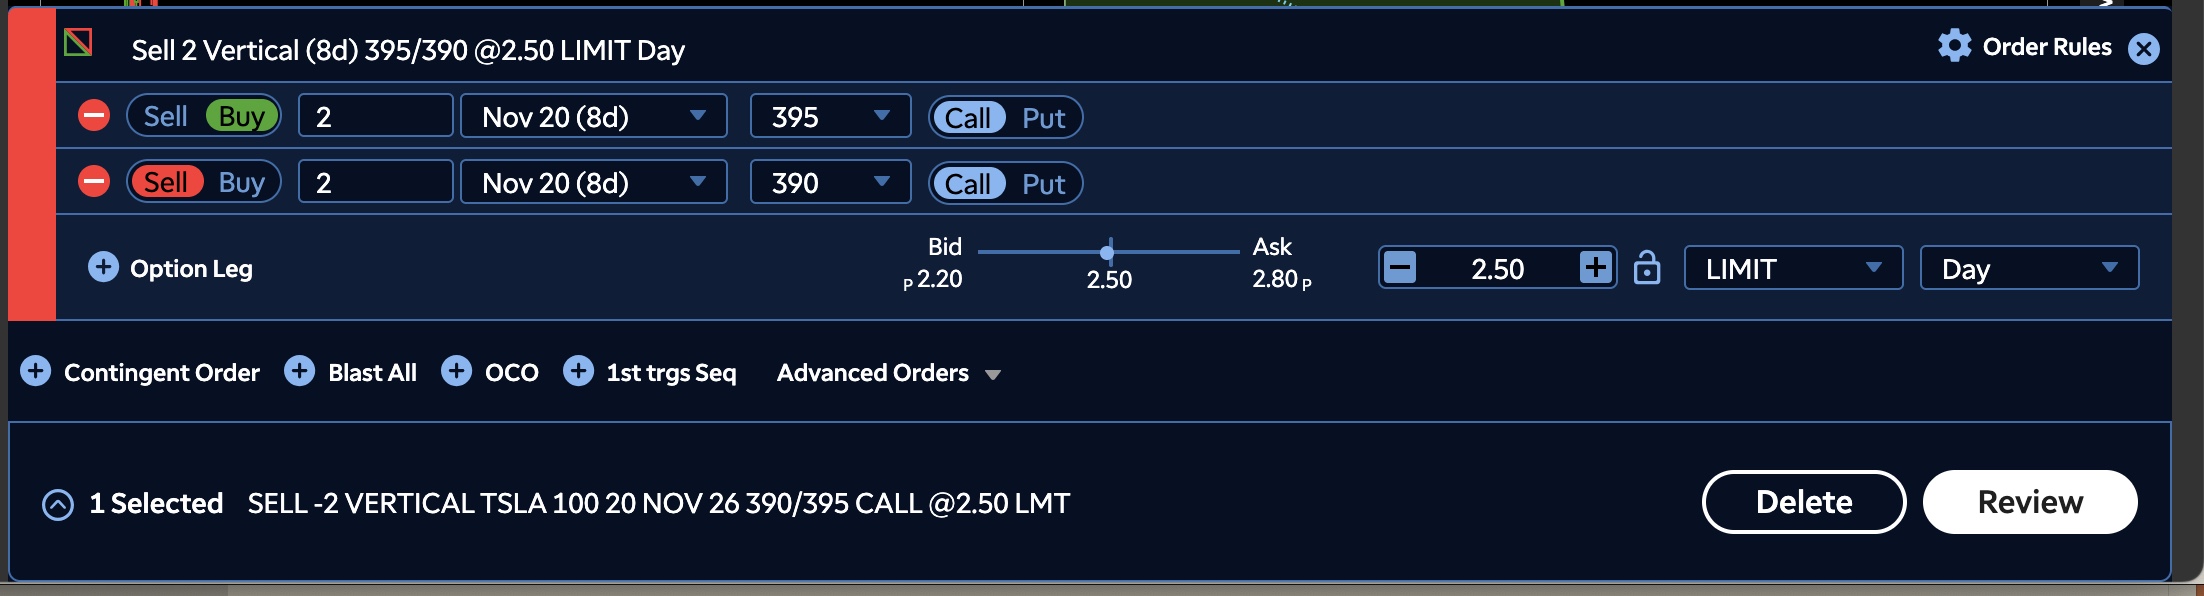 Sell 2 Vertical (8d) 395/390 @2.50 LIMIT Day Order Rules
Sell Buy 2 Nov 20 (8d) 395 Call Put
Sell Buy 2 Nov 20 (8d) 390 Call Put
Option Leg Bid Ask 2.50 LIMIT Day
P 2.20 2.50 2.80 P
Contingent Order Blast All OCO 1st trgs Seq Advanced Orders
1 Selected SELL -2 VERTICAL TSLA 100 20 NOV 26 390/395 CALL @2.50 LMT Delete Review